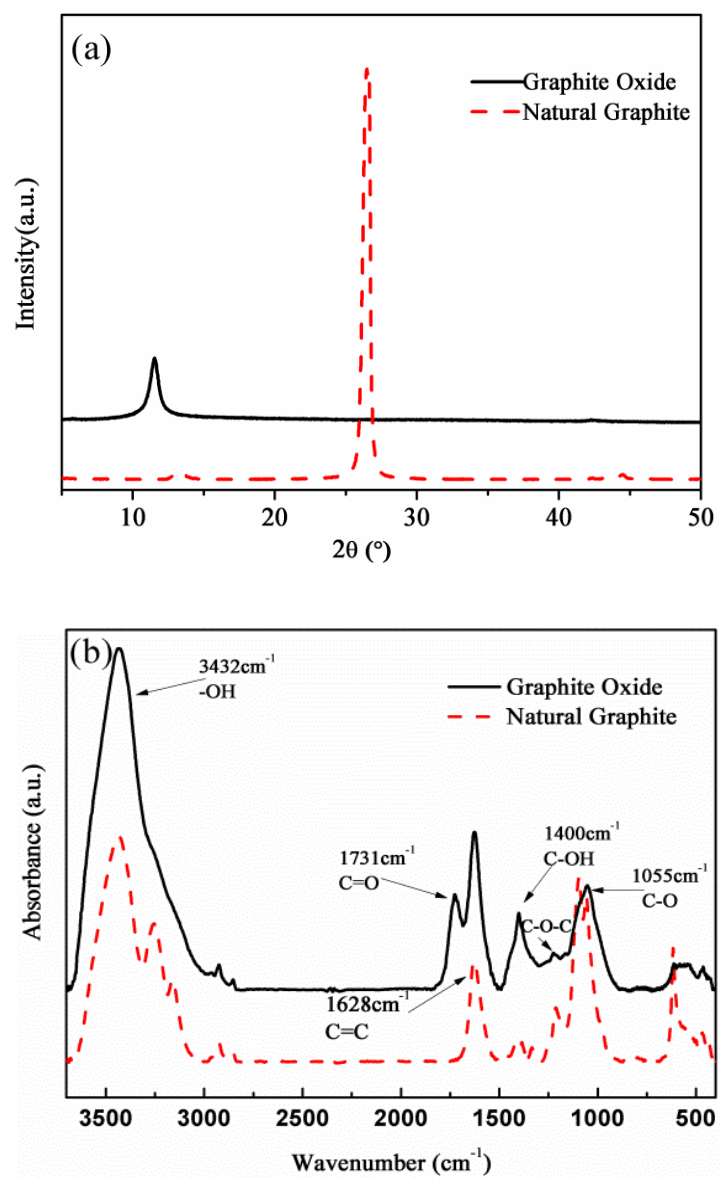 (a)
Graphite Oxide
Natural Graphite
Intensity(a.u.)
10 20 30 40 50
2θ (°)
(b)
3432cm⁻¹
-OH
Graphite Oxide
Natural Graphite
Absorbance (a.u.)
1731cm⁻¹
C=O
1400cm⁻¹
C-OH
1055cm⁻¹
C-O
C-O-C
1628cm⁻¹
C=C
3500 3000 2500 2000 1500 1000 500
Wavenumber (cm⁻¹)